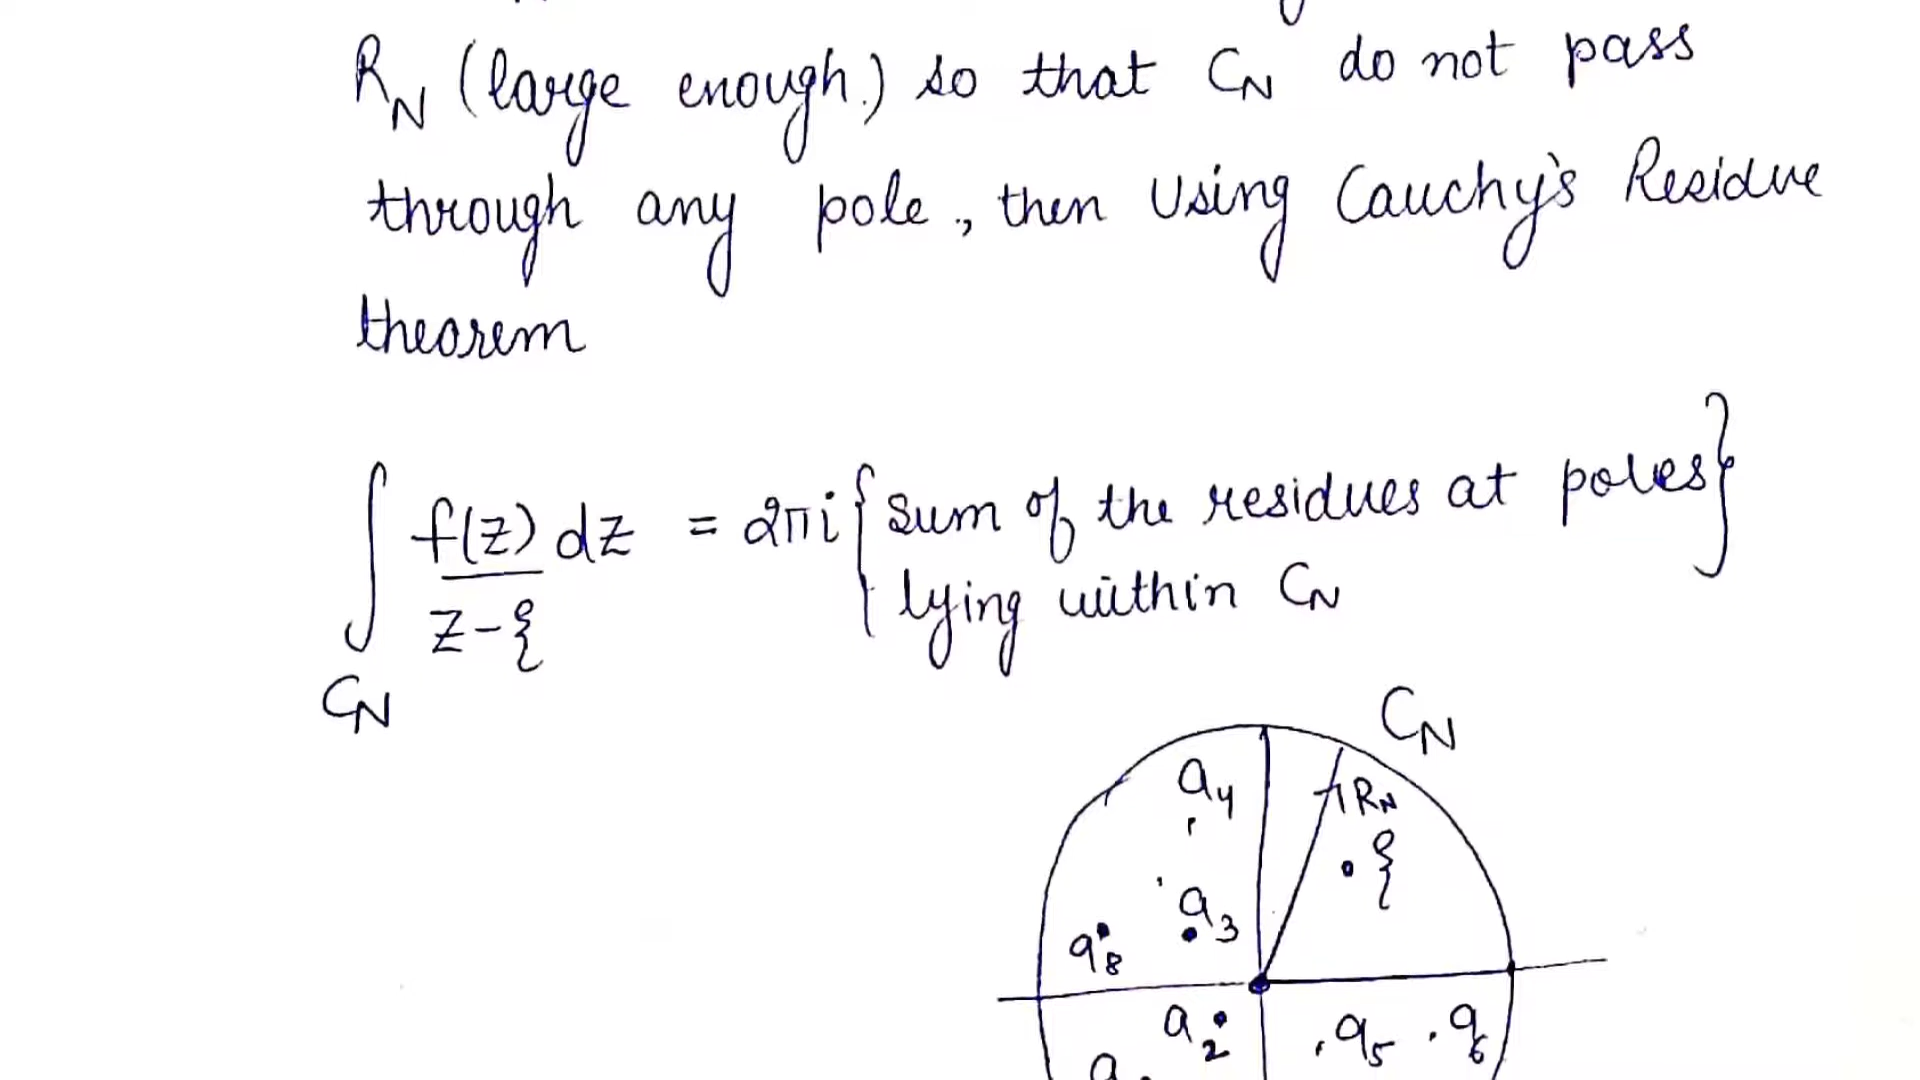 R_N (large enough.) so that C_N do not pass
through any pole., then Using Cauchy's Residue
theorem
∫_{C_N} f(z)/(z-ξ) dz = 2πi { Sum of the residues at poles
lying within C_N }
C_N
a_4
R_N
ξ
a_3
a_8
a_2
a_5 a_6
a